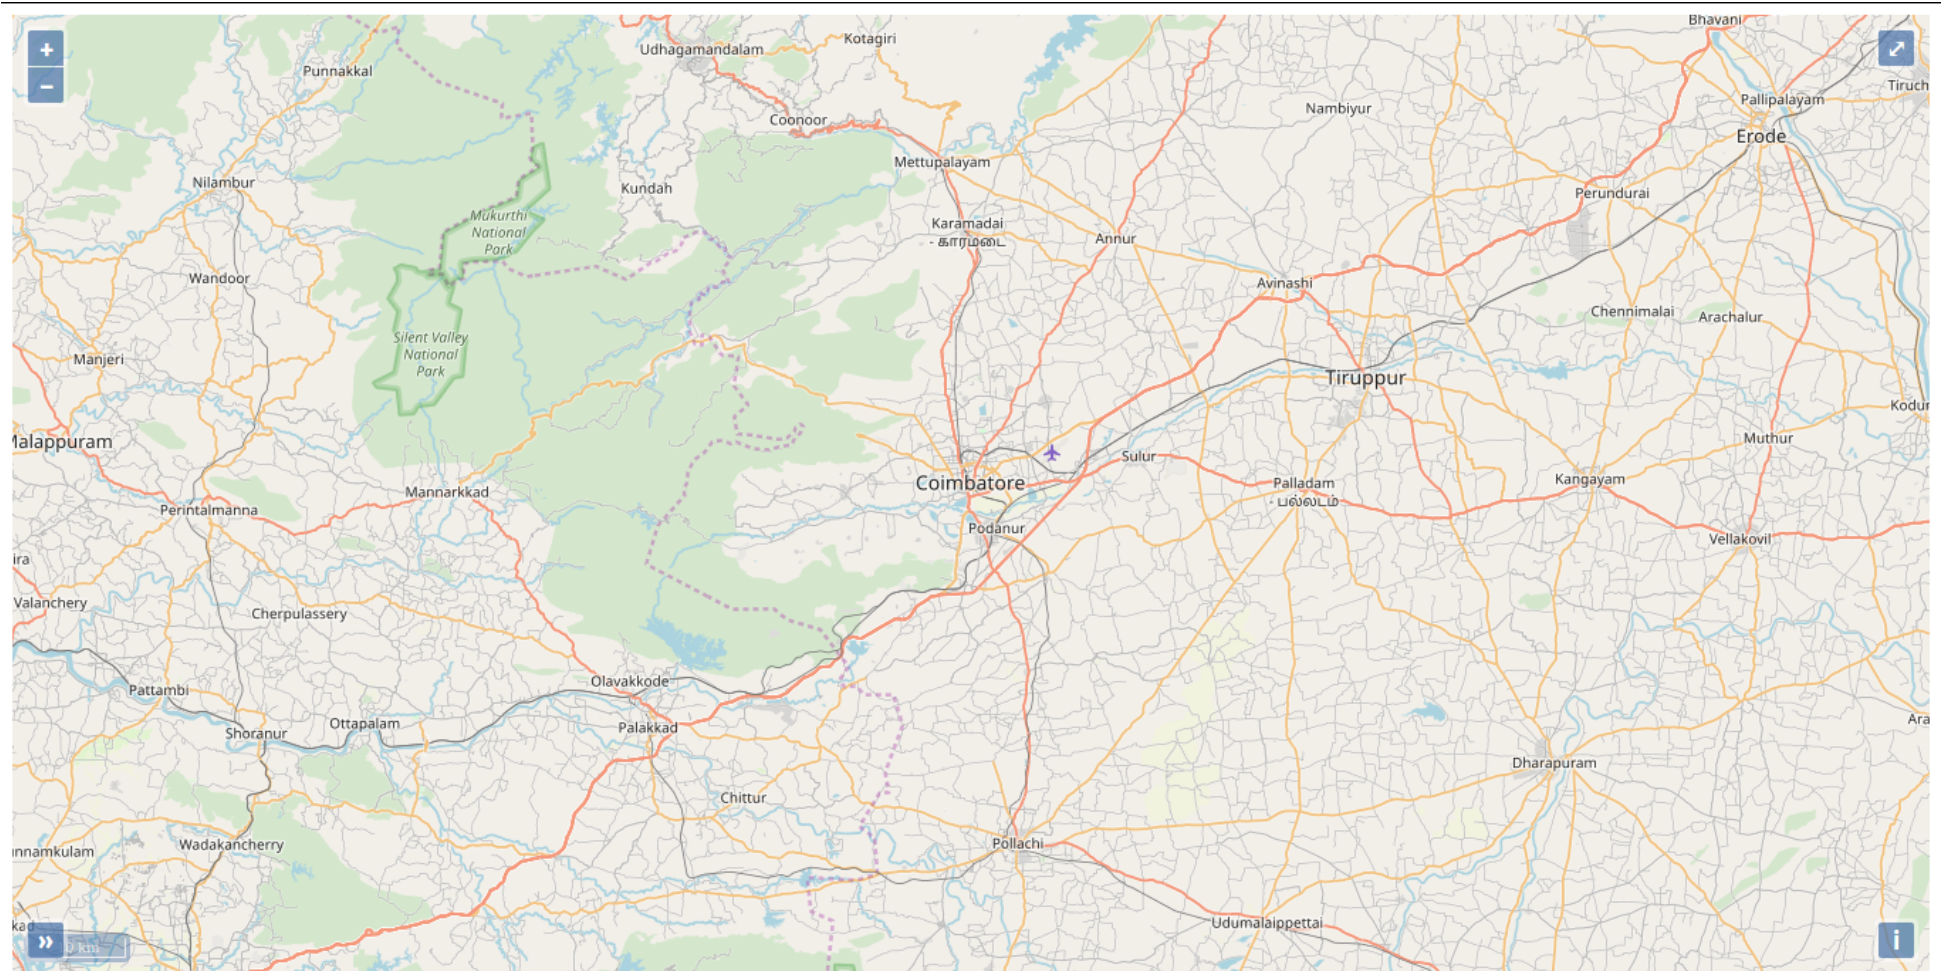 Bhavani
+
Udhagamandalam
Kotagiri
Punnakkal
−
Tiruch
Pallipalayam
Nambiyur
Coonoor
Erode
Mettupalayam
Nilambur
Kundah
Perundurai
Mukurthi
National
Park
Karamadai
- காரமடை
Annur
Wandoor
Avinashi
Chennimalai
Arachalur
Silent Valley
National
Park
Manjeri
Tiruppur
Kodur
Malappuram
Muthur
Sulur
Coimbatore
Palladam
- பல்லடம்
Kangayam
Mannarkkad
Perintalmanna
Podanur
Vellakovil
ira
Valanchery
Cherpulassery
Olavakkode
Pattambi
Ara
Ottapalam
Palakkad
Shoranur
Dharapuram
Chittur
Pollachi
Wadakancherry
nnamkulam
Udumalaippettai
kad
»
0 km
i